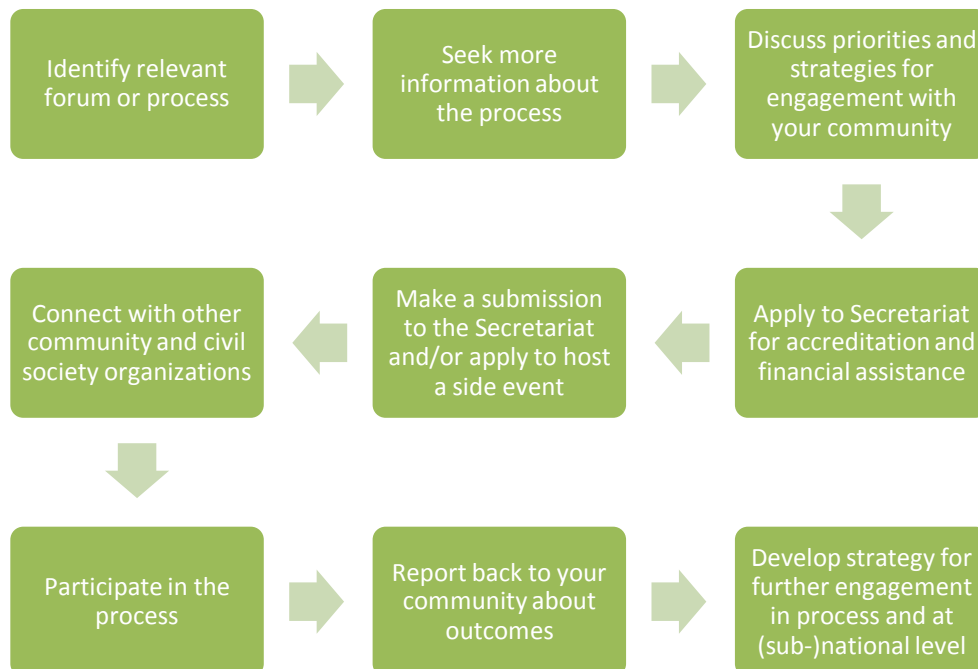 Identify relevant
forum or process
Seek more
information about
the process
Discuss priorities and
strategies for
engagement with
your community
Apply to Secretariat
for accreditation and
financial assistance
Make a submission
to the Secretariat
and/or apply to host
a side event
Connect with other
community and civil
society organizations
Participate in the
process
Report back to your
community about
outcomes
Develop strategy for
further engagement
in process and at
(sub-)national level